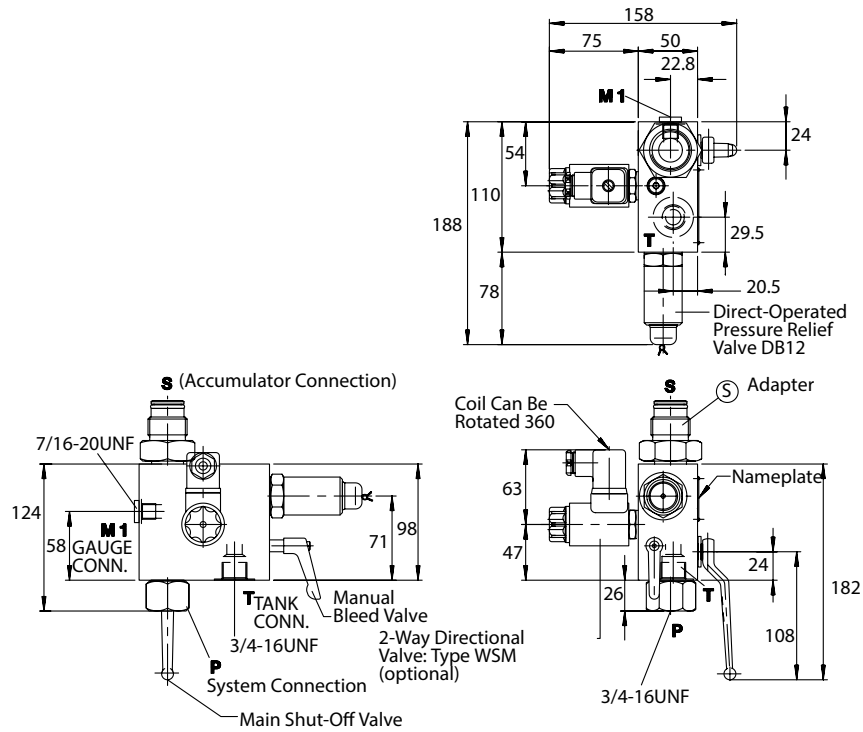 158
75
50
22.8
M 1
24
54
110
188
29.5
T
78
20.5
Direct-Operated
Pressure Relief
Valve DB12
S (Accumulator Connection)
7/16-20UNF
124
58
M 1
GAUGE
CONN.
98
71
T TANK
CONN.
3/4-16UNF
Manual
Bleed Valve
P
System Connection
Main Shut-Off Valve
2-Way Directional
Valve: Type WSM
(optional)
S
S Adapter
Coil Can Be
Rotated 360
Nameplate
63
47
26
24
T
182
108
P
3/4-16UNF